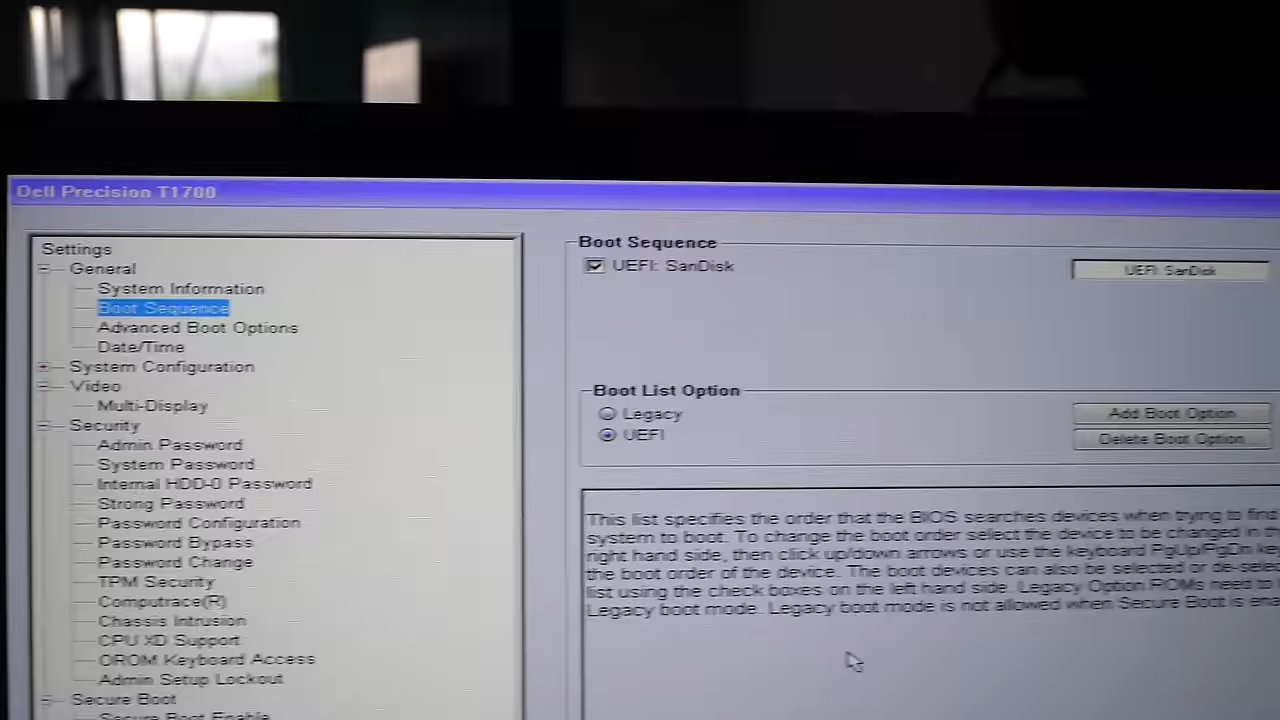 Dell Precision T1700
Settings
General
System Information
Boot Sequence
Advanced Boot Options
Date/Time
System Configuration
Video
Multi-Display
Security
Admin Password
System Password
Internal HDD-0 Password
Strong Password
Password Configuration
Password Bypass
Password Change
TPM Security
Computrace(R)
Chassis Intrusion
CPU XD Support
OROM Keyboard Access
Admin Setup Lockout
Secure Boot
Secure Boot Enable
Boot Sequence
UEFI: SanDisk
UEFI: SanDisk
Boot List Option
Legacy
UEFI
Add Boot Option
Delete Boot Option
This list specifies the order that the BIOS searches devices when trying to find
system to boot. To change the boot order select the device to be changed in
right hand side, then click up/down arrows or use the keyboard PgUp/PgDn
the boot order of the device. The boot devices can also be selected or
list using the check boxes on the left hand side. Legacy Option ROMs need to
Legacy boot mode. Legacy boot mode is not allowed when Secure Boot is